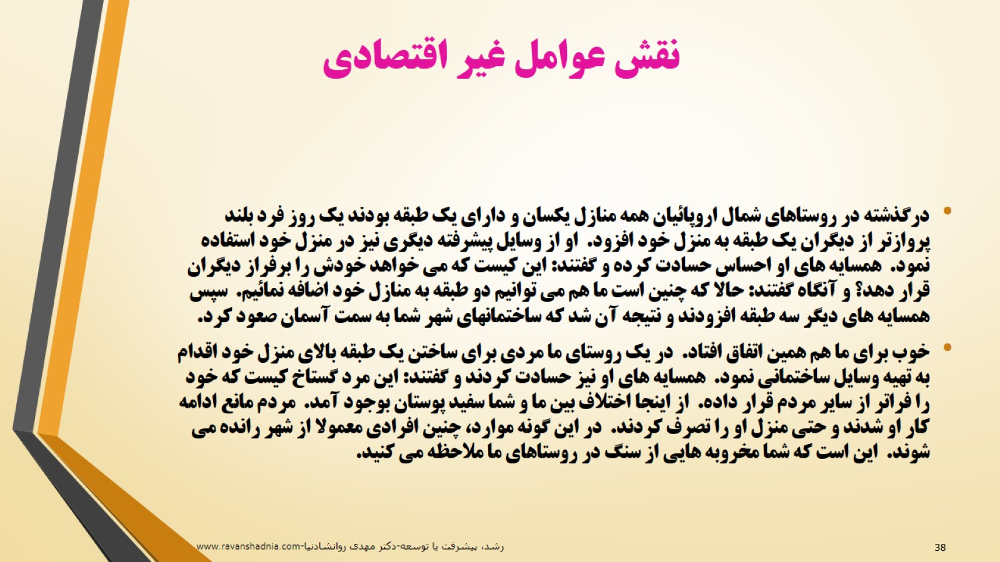 نقش عوامل غیر اقتصادی
درگذشته در روستاهای شمال اروپائیان همه منازل یکسان و دارای یک طبقه بودند یک روز فرد بلند
پروازتر از دیگران یک طبقه به منزل خود افزود. او از وسایل پیشرفته دیگری نیز در منزل خود استفاده
نمود. همسایه های او احساس حسادت کرده و گفتند: این کیست که می خواهد خودش را برفراز دیگران
قرار دهد؟ و آنگاه گفتند: حالا که چنین است ما هم می توانیم دو طبقه به منازل خود اضافه نمائیم. سپس
همسایه های دیگر سه طبقه افزودند و نتیجه آن شد که ساختمانهای شهر شما به سمت آسمان صعود کرد.
خوب برای ما هم همین اتفاق افتاد. در یک روستای ما مردی برای ساختن یک طبقه بالای منزل خود اقدام
به تهیه وسایل ساختمانی نمود. همسایه های او نیز حسادت کردند و گفتند: این مرد گستاخ کیست که خود
را فراتر از سایر مردم قرار داده. از اینجا اختلاف بین ما و شما سفید پوستان بوجود آمد. مردم مانع ادامه
کار او شدند و حتی منزل او را تصرف کردند. در این گونه موارد، چنین افرادی معمولا از شهر رانده می
شوند. این است که شما مخروبه هایی از سنگ در روستاهای ما ملاحظه می کنید.
رشد، پیشرفت یا توسعه-دکتر مهدی روانشادنیا-www.ravanshadnia.com
38